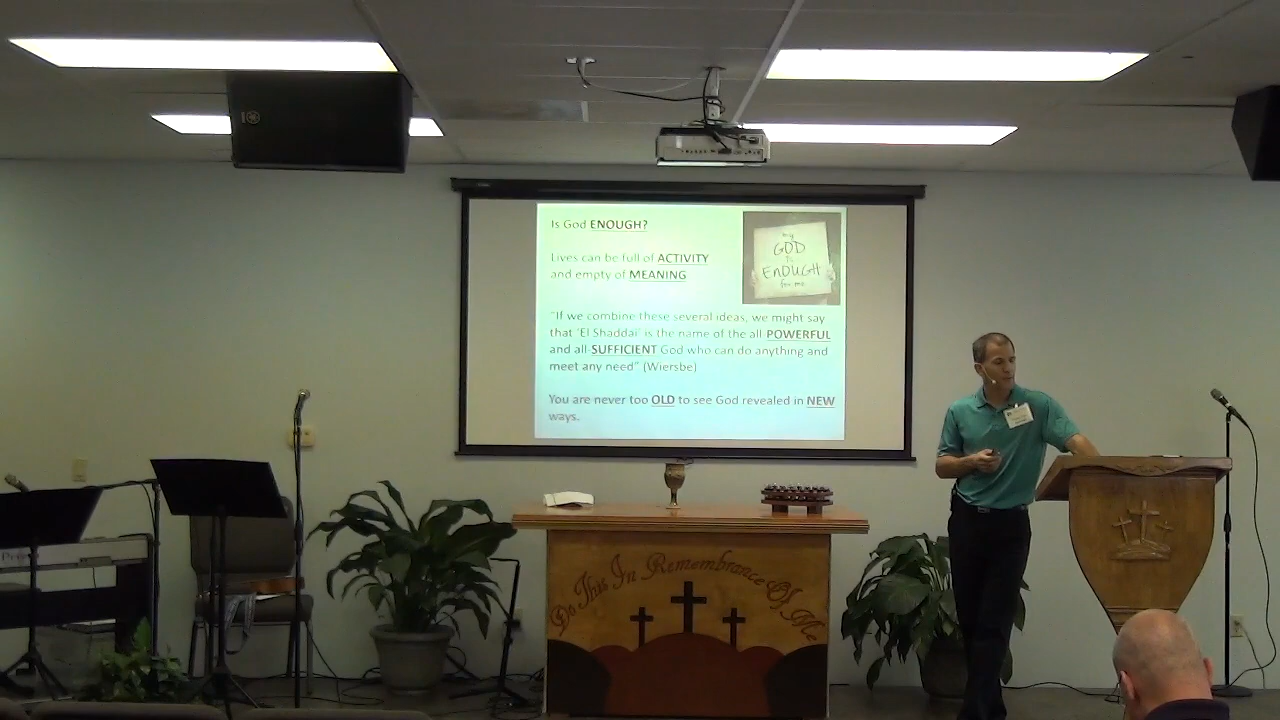 Is God ENOUGH?
Lives can be full of ACTIVITY
and empty of MEANING
my
GOD
is
ENOUGH
for me
"If we combine these several ideas, we might say
that 'El Shaddai' is the name of the all-POWERFUL
and all-SUFFICIENT God who can do anything and
meet any need" (Wiersbe)
You are never too OLD to see God revealed in NEW
ways.
Do This In Remembrance Of Me